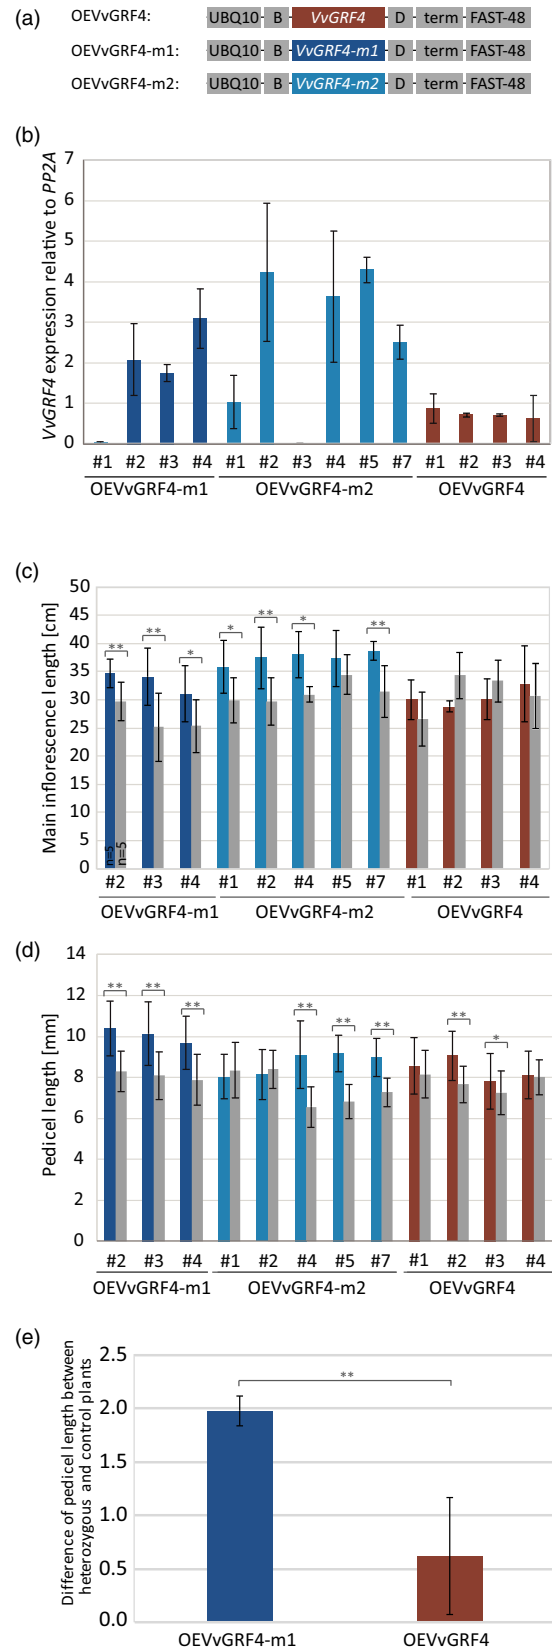 (a)
OEVvGRF4: UBQ10 B VvGRF4 D term FAST-48
OEVvGRF4-m1: UBQ10 B VvGRF4-m1 D term FAST-48
OEVvGRF4-m2: UBQ10 B VvGRF4-m2 D term FAST-48
(b)
VvGRF4 expression relative to PP2A
7
6
5
4
3
2
1
0
#1 #2 #3 #4 #1 #2 #3 #4 #5 #7 #1 #2 #3 #4
OEVvGRF4-m1 OEVvGRF4-m2 OEVvGRF4
(c)
Main inflorescence length [cm]
50
45
40
35
30
25
20
15
10
5
0
** ** * * ** * **
n=5 n=5
#2 #3 #4 #1 #2 #4 #5 #7 #1 #2 #3 #4
OEVvGRF4-m1 OEVvGRF4-m2 OEVvGRF4
(d)
Pedicel length [mm]
14
12
10
8
6
4
2
0
** ** ** ** ** ** ** *
#2 #3 #4 #1 #2 #4 #5 #7 #1 #2 #3 #4
OEVvGRF4-m1 OEVvGRF4-m2 OEVvGRF4
(e)
Difference of pedicel length between
heterozygous and control plants
2.5
2.0
1.5
1.0
0.5
0.0
**
OEVvGRF4-m1 OEVvGRF4